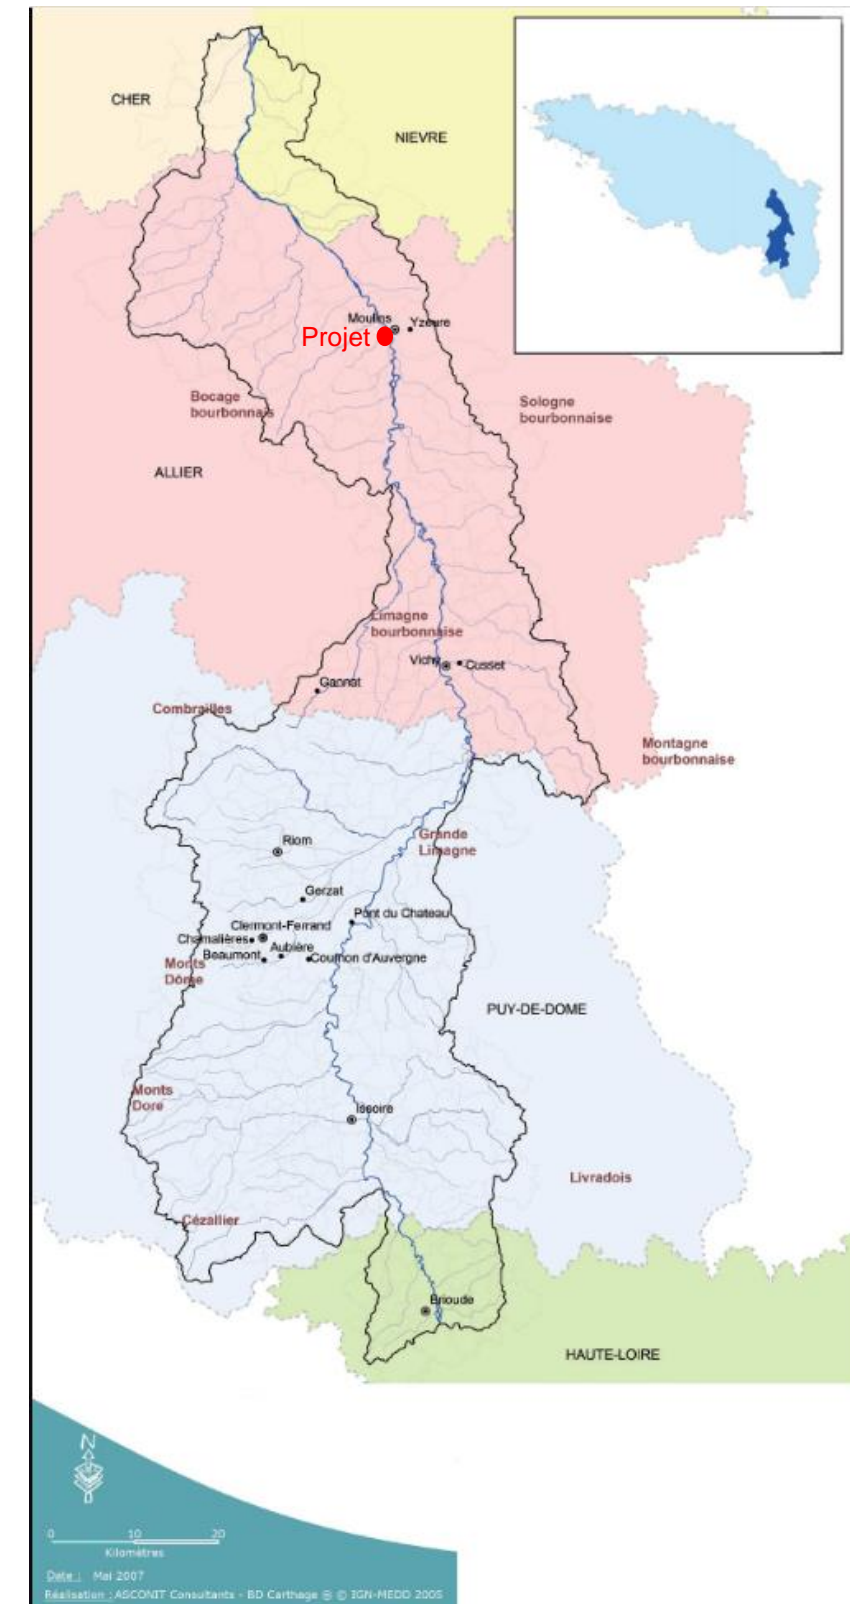 CHER
NIEVRE
Moulins
Yzeure
Projet
Bocage
bourbonnais
Sologne
bourbonnaise
ALLIER
Limagne
bourbonnaise
Vichy
Cusset
Gannat
Combrailles
Montagne
bourbonnaise
Riom
Grande
Limagne
Gerzat
Pont du Chateau
Clermont-Ferrand
Chamalières
Aubière
Beaumont
Cournon d'Auvergne
Monts
Dôme
PUY-DE-DOME
Monts
Dore
Issoire
Livradois
Cézallier
Brioude
HAUTE-LOIRE
N
0 10 20
Kilomètres
Date : Mai 2007
Réalisation : ASCONIT Consultants - BD Carthage ® © IGN-MEDD 2005